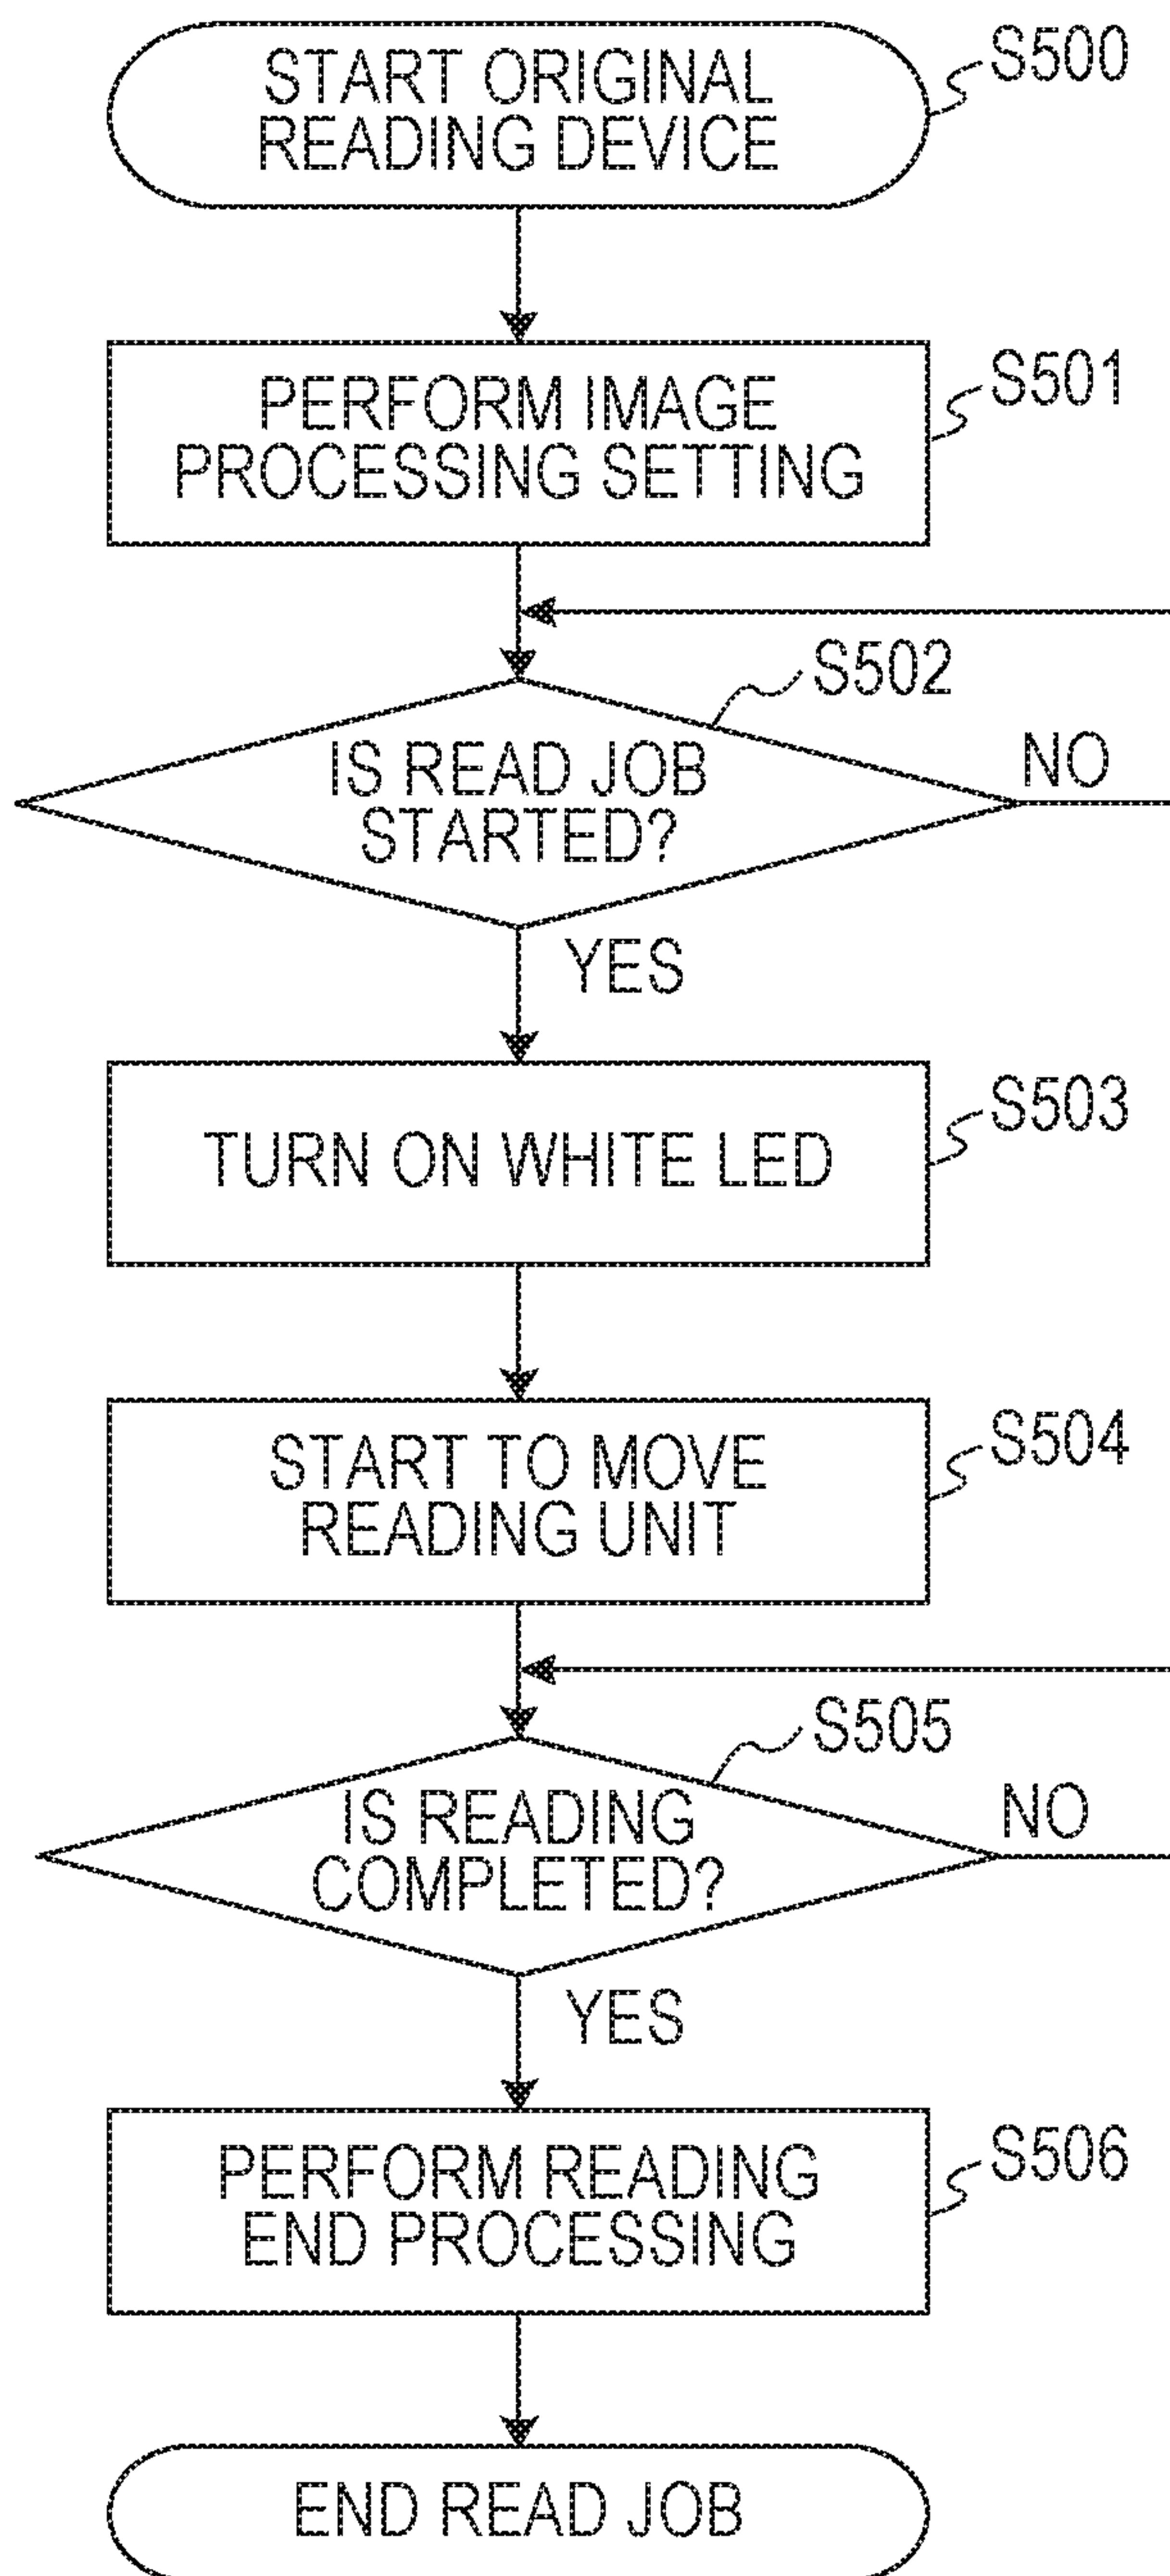 START ORIGINAL
READING DEVICE
S500
PERFORM IMAGE
PROCESSING SETTING
S501
S502
IS READ JOB
STARTED?
NO
YES
TURN ON WHITE LED
S503
START TO MOVE
READING UNIT
S504
S505
IS READING
COMPLETED?
NO
YES
PERFORM READING
END PROCESSING
S506
END READ JOB